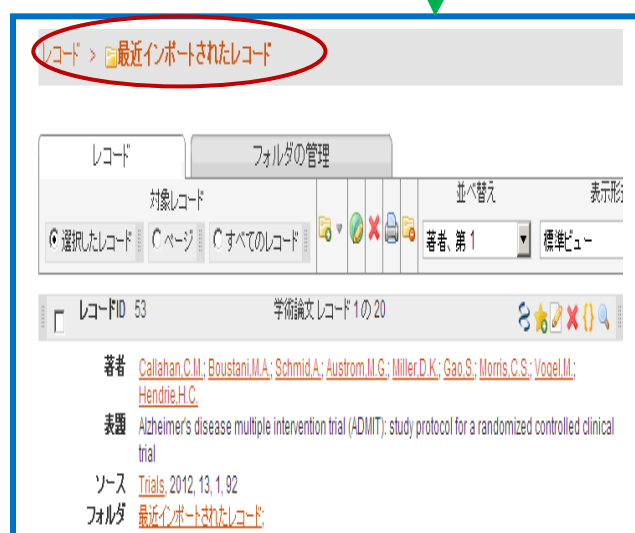 レコード > 最近インポートされたレコード
レコード フォルダの管理
対象レコード 並べ替え 表示形式
選択したレコード ページ すべてのレコード 著者、第 1 標準ビュー
レコードID 53 学術論文 レコード 1 の 20
著者 Callahan,C.M.; Boustani,M.A.; Schmid,A.; Austrom,M.G.; Miller,D.K.; Gao,S.; Morris,C.S.; Vogel,M.;
Hendrie,H.C.
表題 Alzheimer's disease multiple intervention trial (ADMIT): study protocol for a randomized controlled clinical
trial
ソース Trials, 2012, 13, 1, 92
フォルダ 最近インポートされたレコード;